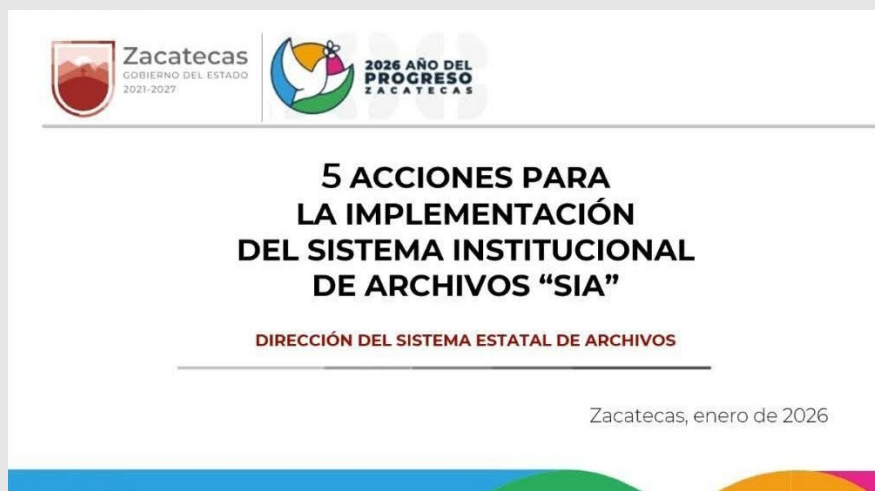 Zacatecas
GOBIERNO DEL ESTADO
2021-2027
2026 AÑO DEL
PROGRESO
ZACATECAS
5 ACCIONES PARA
LA IMPLEMENTACIÓN
DEL SISTEMA INSTITUCIONAL
DE ARCHIVOS “SIA”
DIRECCIÓN DEL SISTEMA ESTATAL DE ARCHIVOS
Zacatecas, enero de 2026